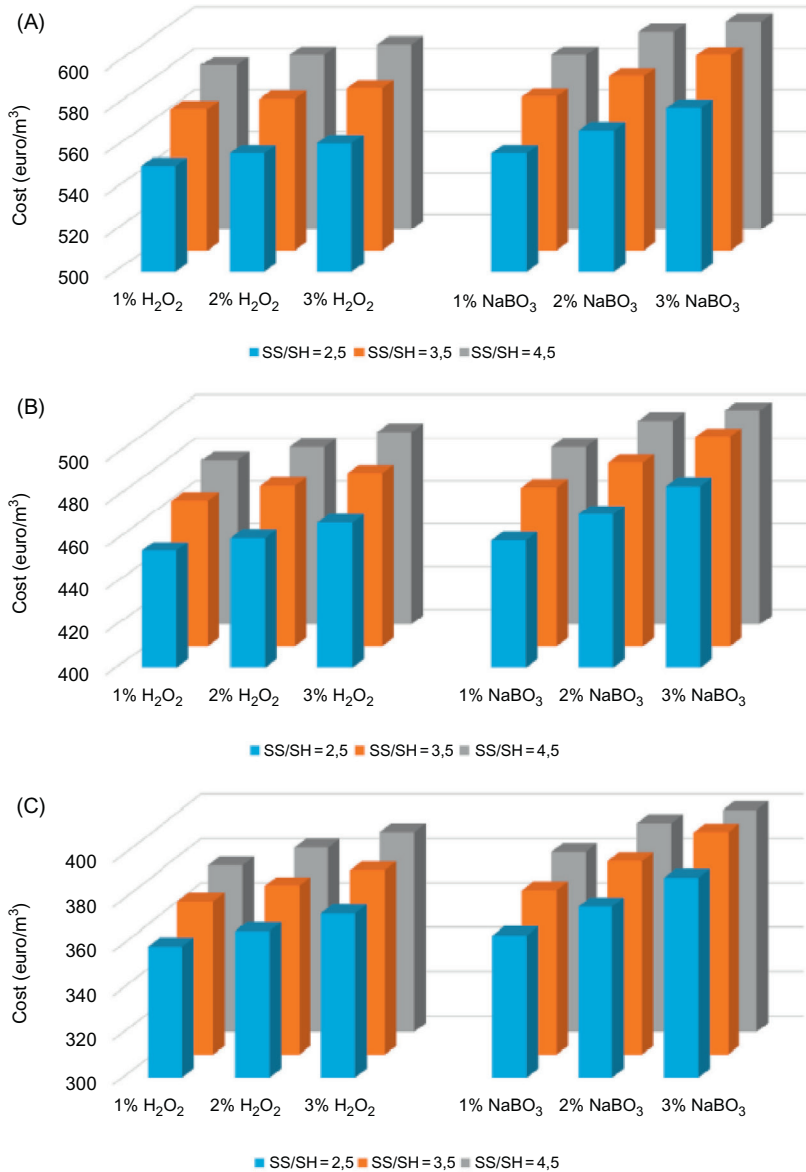 (A)
Cost (euro/m³)
600
580
560
540
520
500
1% H₂O₂ 2% H₂O₂ 3% H₂O₂ 1% NaBO₃ 2% NaBO₃ 3% NaBO₃
SS/SH = 2,5 SS/SH = 3,5 SS/SH = 4,5
(B)
Cost (euro/m³)
500
480
460
440
420
400
1% H₂O₂ 2% H₂O₂ 3% H₂O₂ 1% NaBO₃ 2% NaBO₃ 3% NaBO₃
SS/SH = 2,5 SS/SH = 3,5 SS/SH = 4,5
(C)
Cost (euro/m³)
400
380
360
340
320
300
1% H₂O₂ 2% H₂O₂ 3% H₂O₂ 1% NaBO₃ 2% NaBO₃ 3% NaBO₃
SS/SH = 2,5 SS/SH = 3,5 SS/SH = 4,5